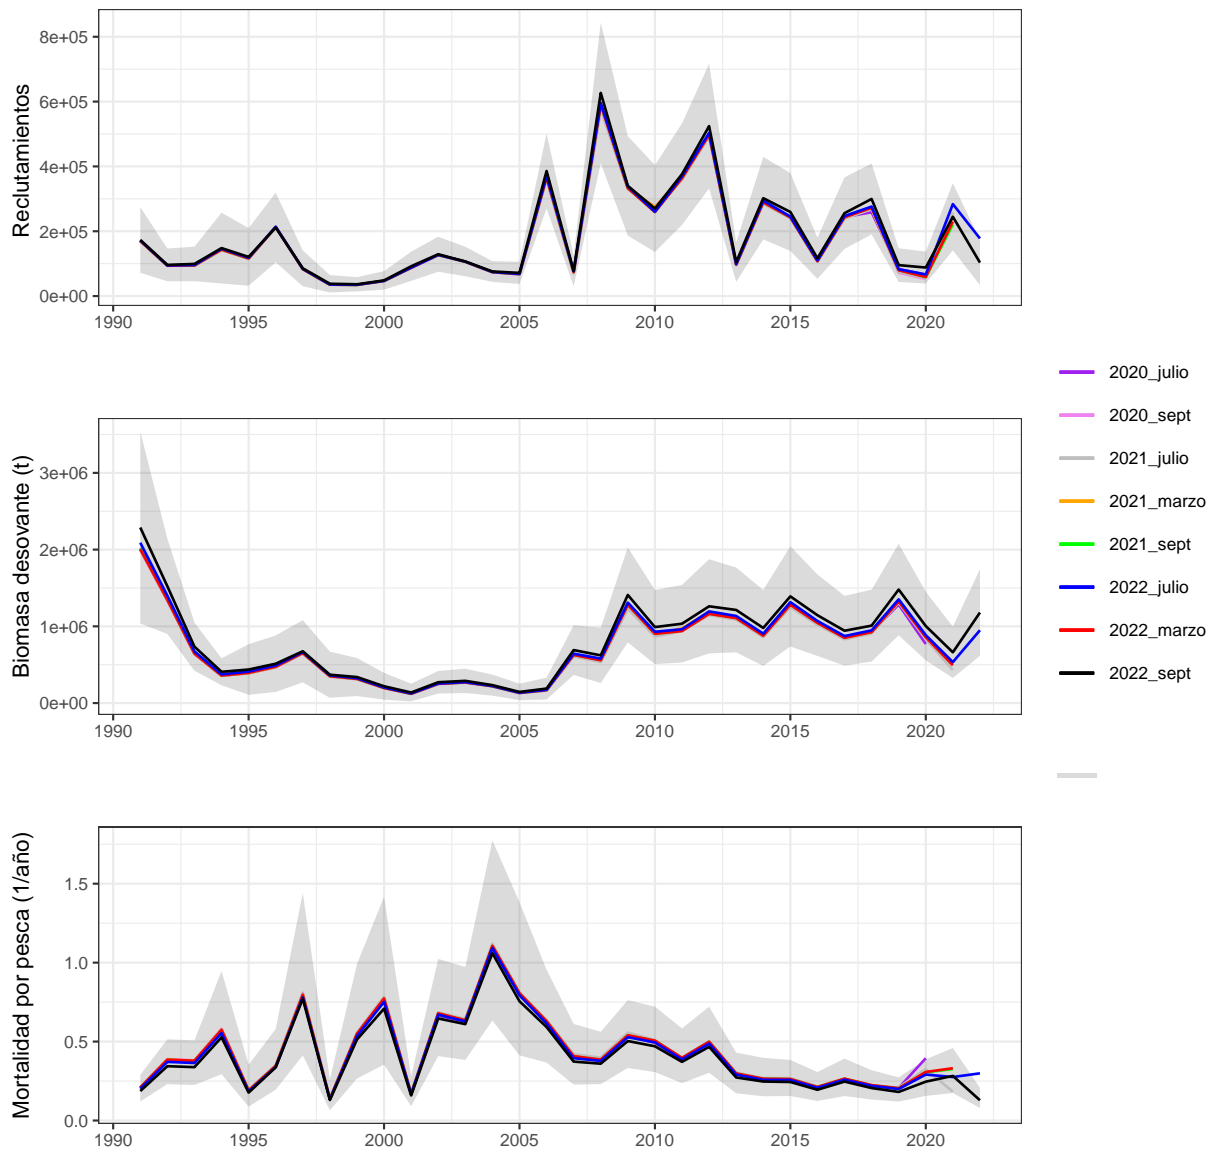 Reclutamientos
8e+05
6e+05
4e+05
2e+05
0e+00
1990 1995 2000 2005 2010 2015 2020
Biomasa desovante (t)
3e+06
2e+06
1e+06
0e+00
1990 1995 2000 2005 2010 2015 2020
Mortalidad por pesca (1/año)
1.5
1.0
0.5
0.0
1990 1995 2000 2005 2010 2015 2020
2020_julio
2020_sept
2021_julio
2021_marzo
2021_sept
2022_julio
2022_marzo
2022_sept